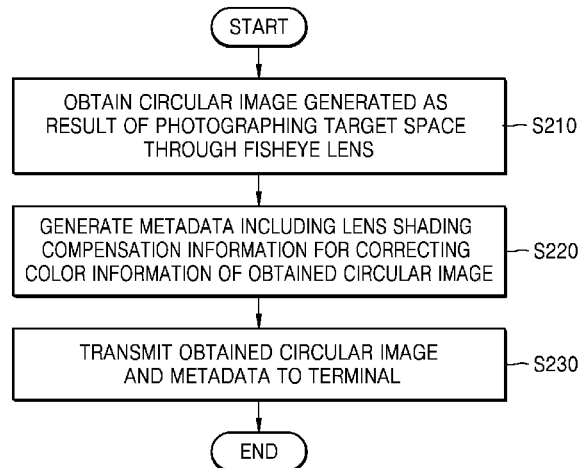 START
OBTAIN CIRCULAR IMAGE GENERATED AS
RESULT OF PHOTOGRAPHING TARGET SPACE
THROUGH FISHEYE LENS
S210
GENERATE METADATA INCLUDING LENS SHADING
COMPENSATION INFORMATION FOR CORRECTING
COLOR INFORMATION OF OBTAINED CIRCULAR IMAGE
S220
TRANSMIT OBTAINED CIRCULAR IMAGE
AND METADATA TO TERMINAL
S230
END